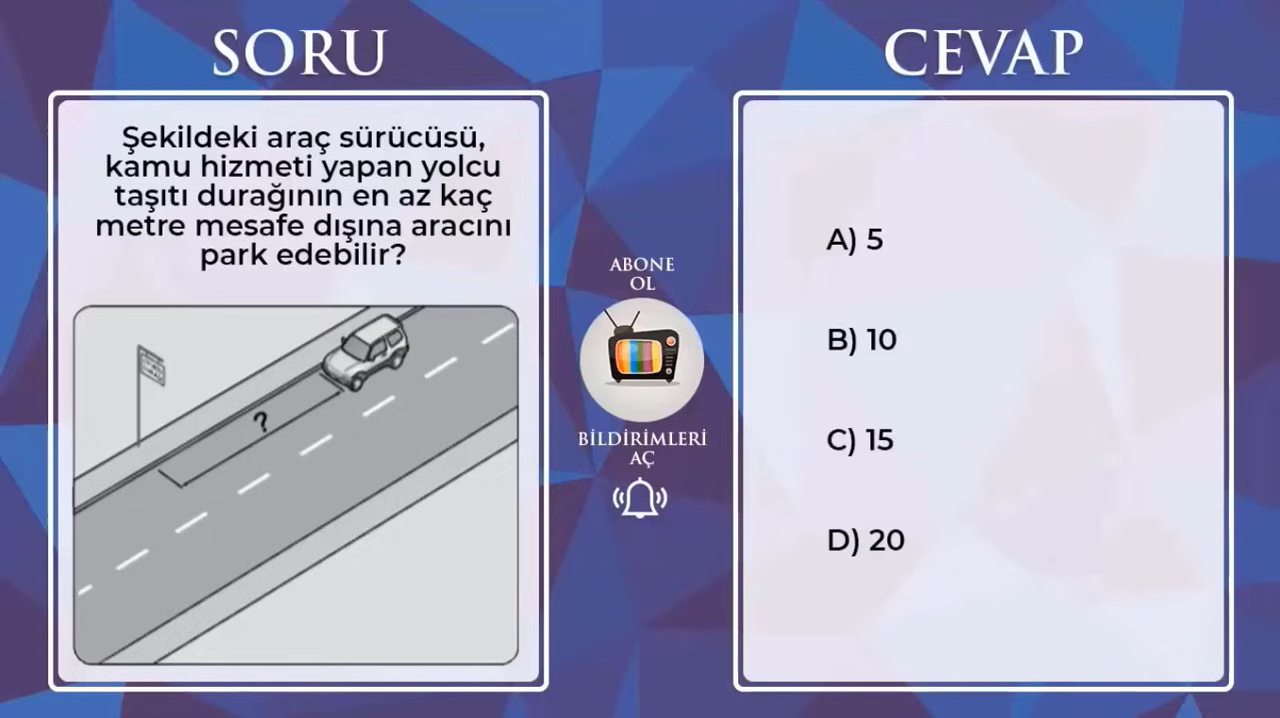 SORU
Şekildeki araç sürücüsü,
kamu hizmeti yapan yolcu
taşıtı durağının en az kaç
metre mesafe dışına aracını
park edebilir?
?
ABONE
OL
BİLDİRİMLERİ
AÇ
CEVAP
A) 5
B) 10
C) 15
D) 20